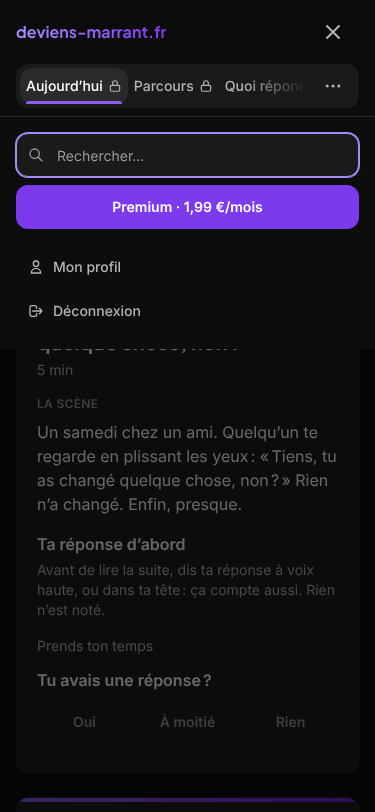 deviens-marrant.fr
Aujourd'hui Parcours Quoi répond
Rechercher...
Premium · 1,99 €/mois
Mon profil
Déconnexion
5 min
LA SCÈNE
Un samedi chez un ami. Quelqu'un te
regarde en plissant les yeux : « Tiens, tu
as changé quelque chose, non ? » Rien
n'a changé. Enfin, presque.
Ta réponse d'abord
Avant de lire la suite, dis ta réponse à voix
haute, ou dans ta tête : ça compte aussi. Rien
n'est noté.
Prends ton temps
Tu avais une réponse ?
Oui À moitié Rien